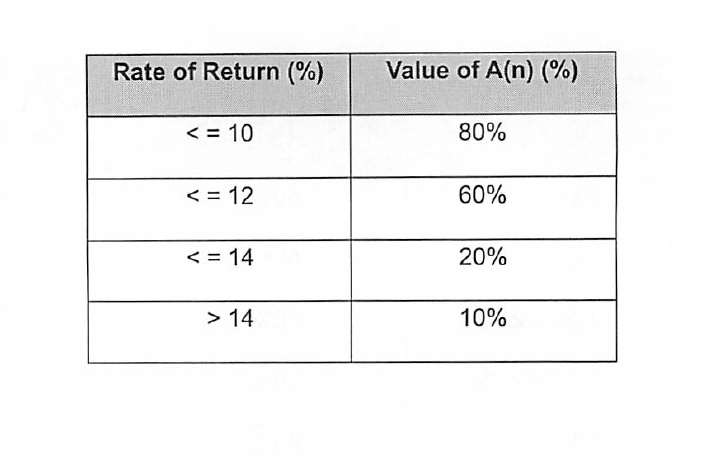 Rate of Return (%) Value of A(n) (%)
< = 10 80%
< = 12 60%
< = 14 20%
> 14 10%